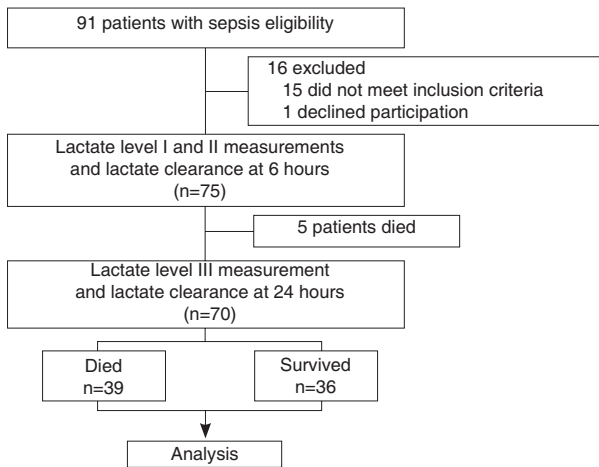 91 patients with sepsis eligibility
16 excluded
15 did not meet inclusion criteria
1 declined participation
Lactate level I and II measurements
and lactate clearance at 6 hours
(n=75)
5 patients died
Lactate level III measurement
and lactate clearance at 24 hours
(n=70)
Died
n=39
Survived
n=36
Analysis